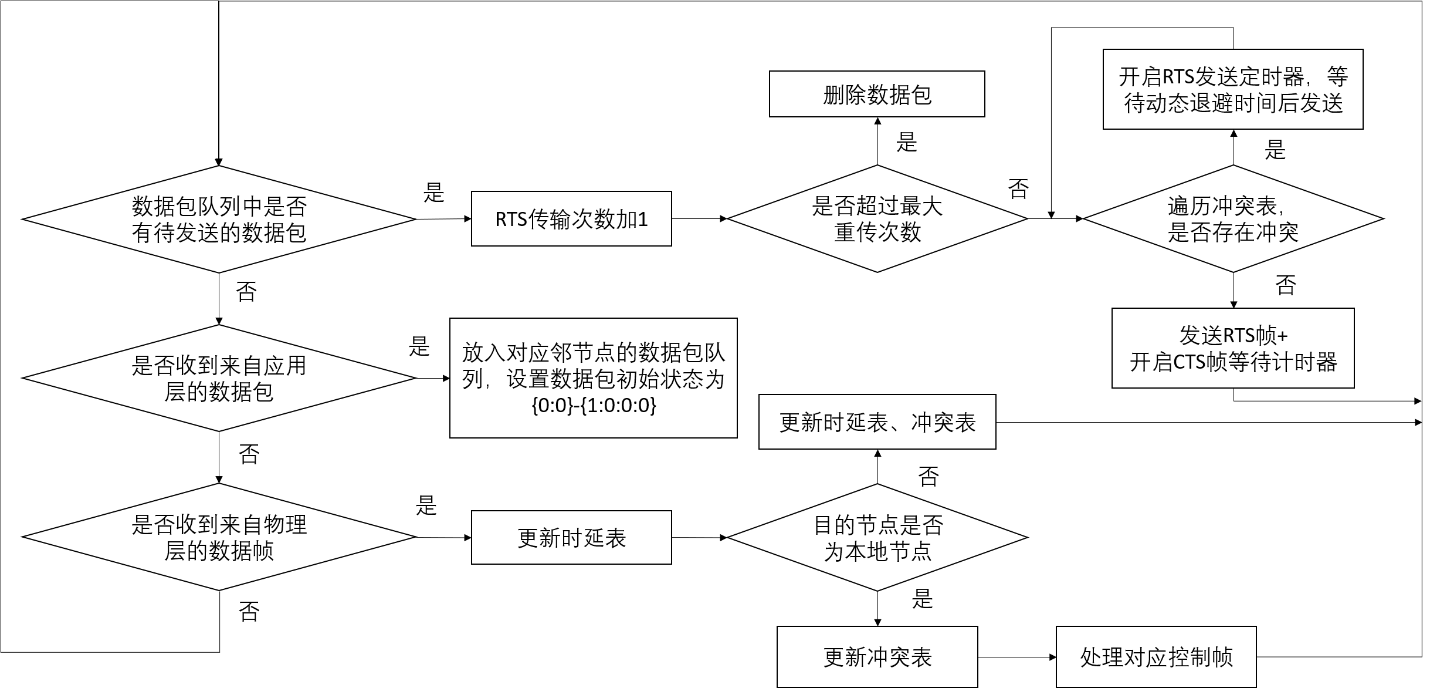 开启RTS发送定时器，等
待动态退避时间后发送
删除数据包
是
是
数据包队列中是否
有待发送的数据包
是
RTS传输次数加1
是否超过最大
重传次数
否
遍历冲突表，
是否存在冲突
否
否
发送RTS帧+
开启CTS帧等待计时器
是否收到来自应用
层的数据包
是
放入对应邻节点的数据包队
列，设置数据包初始状态为
{0:0}-{1:0:0:0}
更新时延表、冲突表
否
否
是否收到来自物理
层的数据帧
是
更新时延表
目的节点是否
为本地节点
否
是
更新冲突表
处理对应控制帧